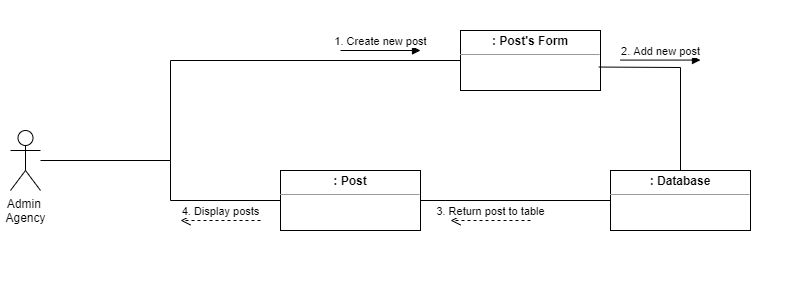 1. Create new post
: Post's Form
2. Add new post
Admin
Agency
: Post
: Database
4. Display posts
3. Return post to table